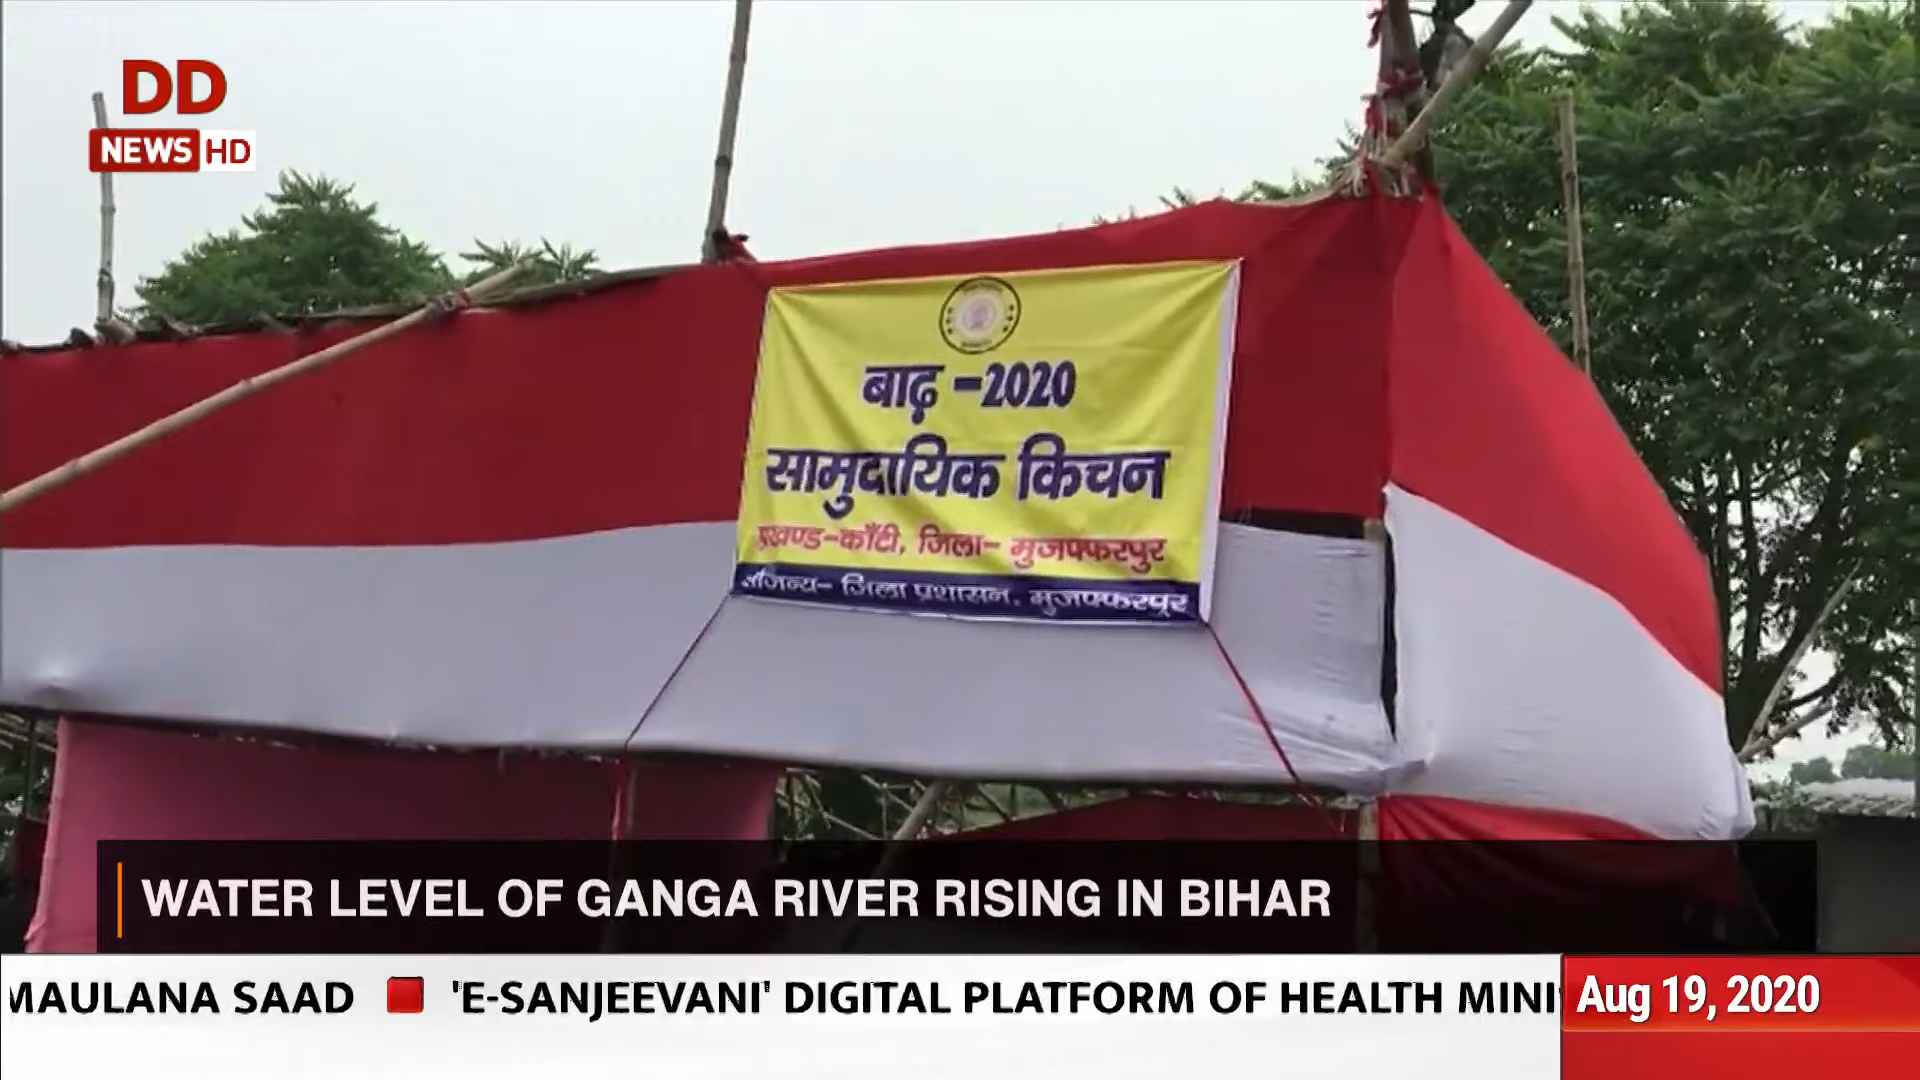 DD
NEWS HD
बाढ़ -2020
सामुदायिक किचन
प्रखण्ड-काँटी, जिला- मुजफ्फरपुर
सौजन्य- जिला प्रशासन, मुजफ्फरपुर
WATER LEVEL OF GANGA RIVER RISING IN BIHAR
MAULANA SAAD 'E-SANJEEVANI' DIGITAL PLATFORM OF HEALTH MINI
Aug 19, 2020